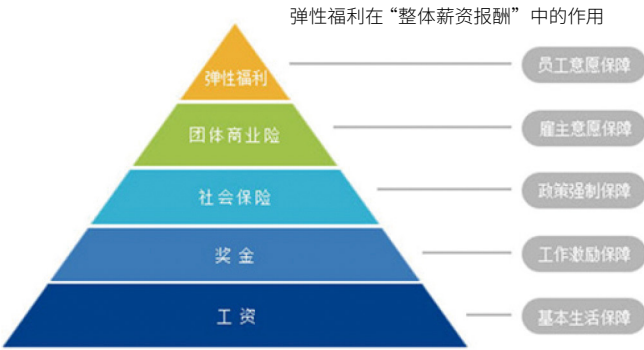 弹性福利在“整体薪资报酬”中的作用
弹性福利
员工意愿保障
团体商业险
雇主意愿保障
社会保险
政策强制保障
奖金
工作激励保障
工资
基本生活保障